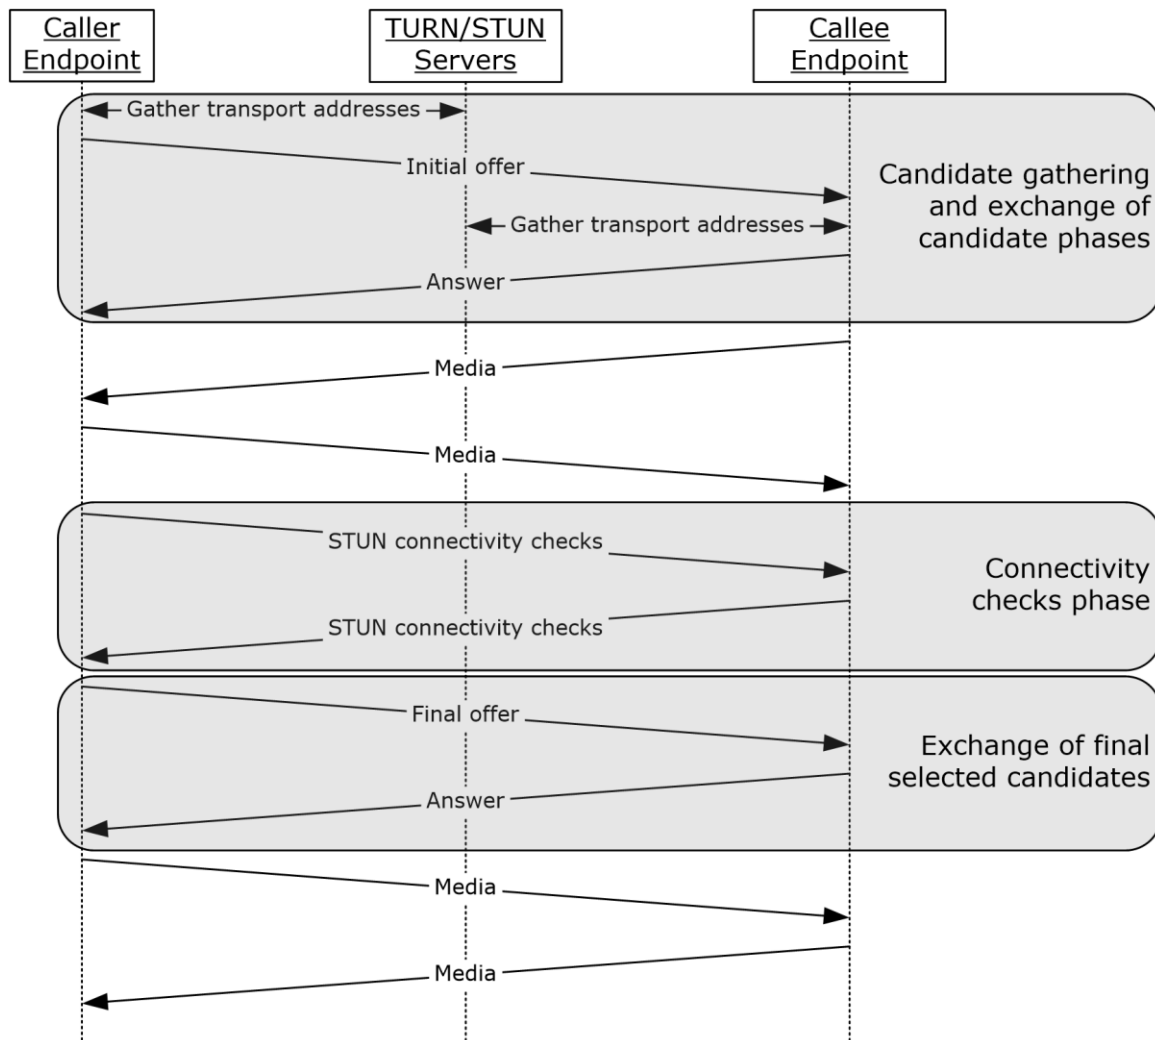 Caller
Endpoint
TURN/STUN
Servers
Callee
Endpoint
Gather transport addresses
Initial offer
Gather transport addresses
Answer
Candidate gathering
and exchange of
candidate phases
Media
Media
STUN connectivity checks
STUN connectivity checks
Connectivity
checks phase
Final offer
Answer
Exchange of final
selected candidates
Media
Media